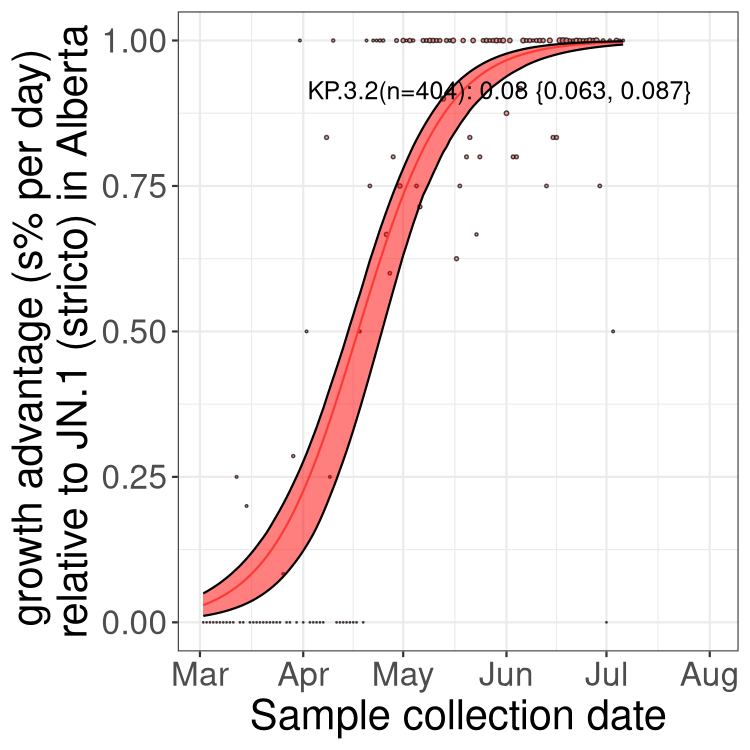 growth advantage (s% per day)
relative to JN.1 (stricto) in Alberta
1.00
0.75
0.50
0.25
0.00
KP.3.2(n=404): 0.08 {0.063, 0.087}
Mar Apr May Jun Jul Aug
Sample collection date